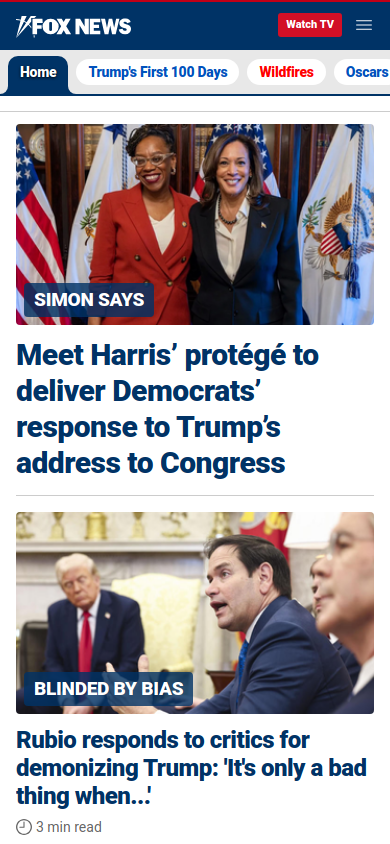 FOX NEWS
Watch TV
Home
Trump's First 100 Days
Wildfires
Oscars
SIMON SAYS
Meet Harris’ protégé to
deliver Democrats’
response to Trump’s
address to Congress
BLINDED BY BIAS
Rubio responds to critics for
demonizing Trump: 'It's only a bad
thing when...'
3 min read